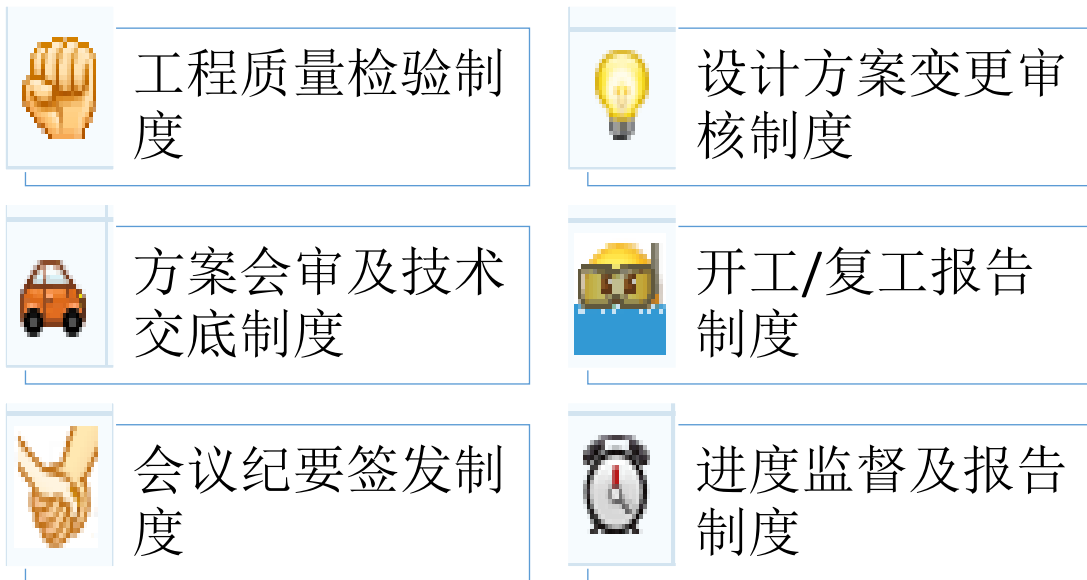 工程质量检验制
度
设计方案变更审
核制度
方案会审及技术
交底制度
开工/复工报告
制度
会议纪要签发制
度
进度监督及报告
制度